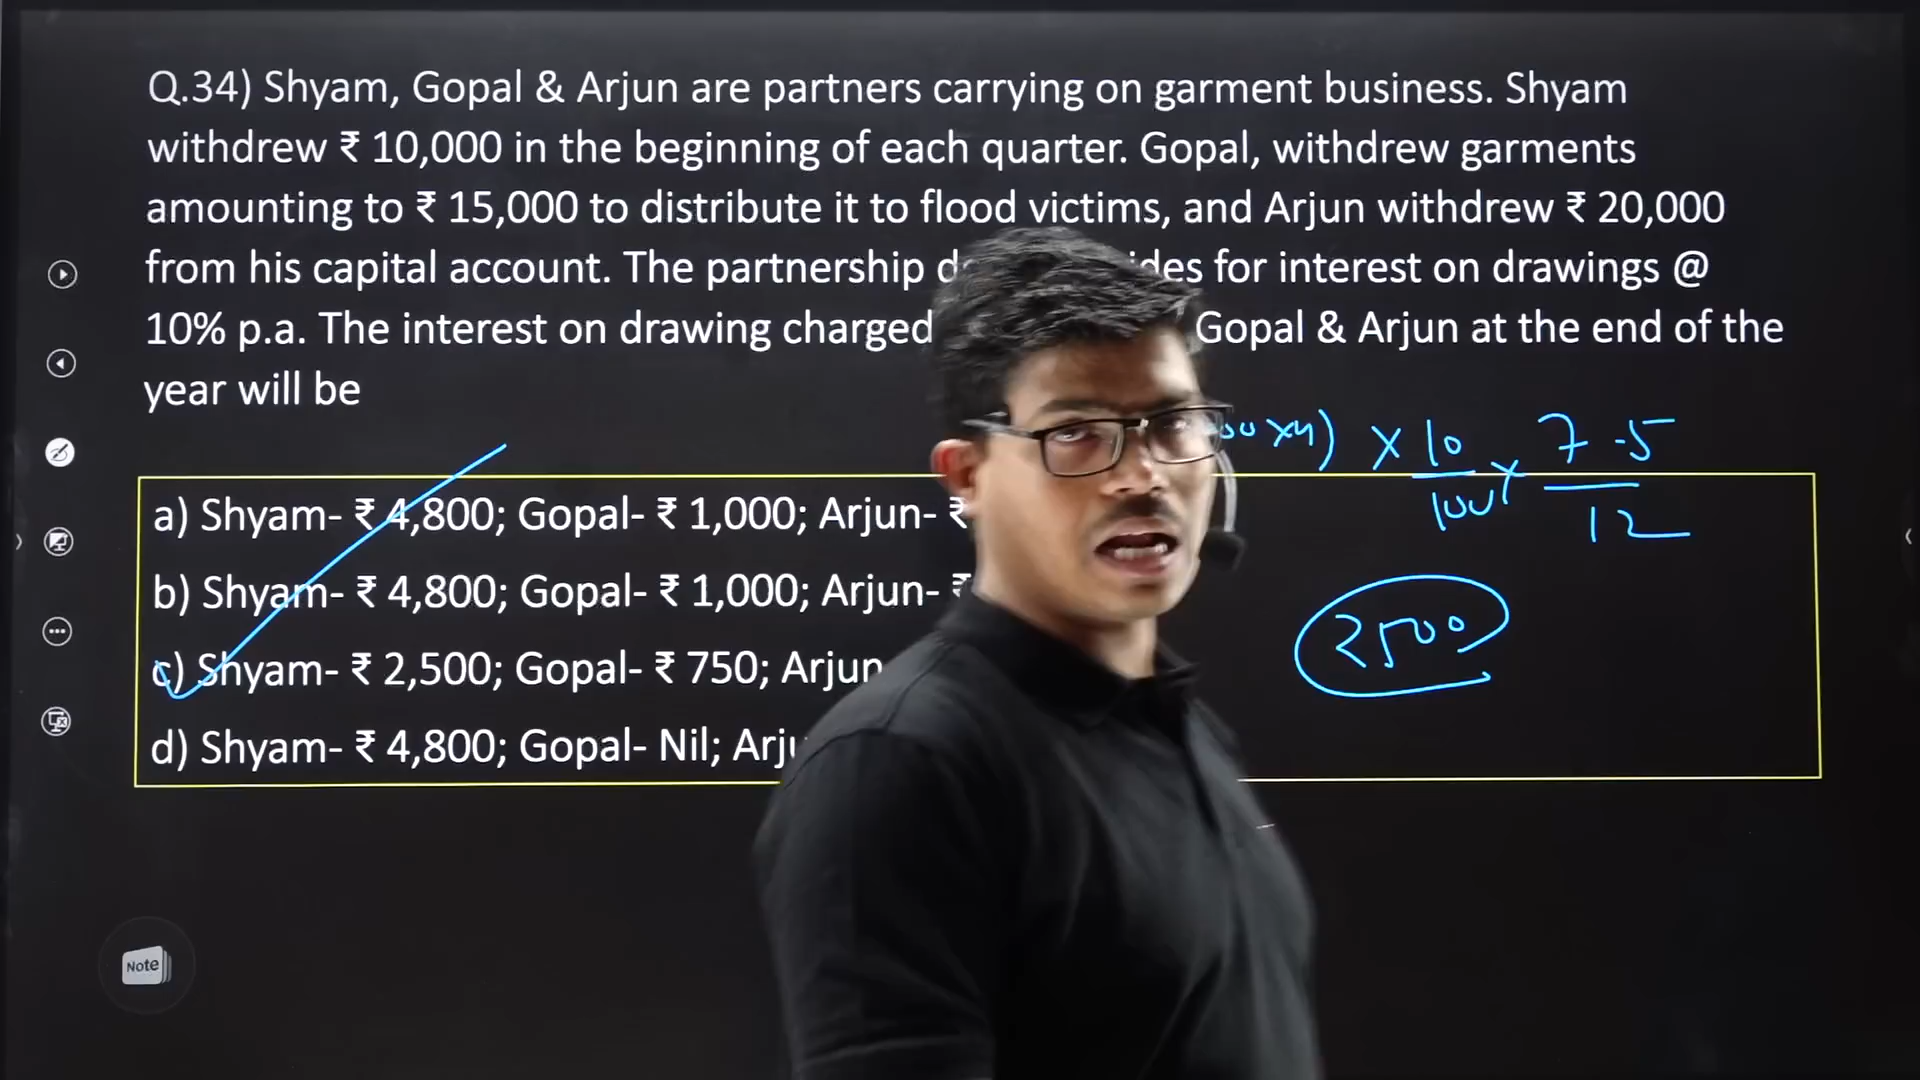 Q.34) Shyam, Gopal & Arjun are partners carrying on garment business. Shyam
withdrew ₹ 10,000 in the beginning of each quarter. Gopal, withdrew garments
amounting to ₹ 15,000 to distribute it to flood victims, and Arjun withdrew ₹ 20,000
from his capital account. The partnership for interest on drawings @
10% p.a. The interest on drawing charged Gopal & Arjun at the end of the
year will be
×4) × 10/100 × 7.5/12
a) Shyam- ₹ 4,800; Gopal- ₹ 1,000; Arjun- ₹
b) Shyam- ₹ 4,800; Gopal- ₹ 1,000; Arjun- ₹
2500
c) Shyam- ₹ 2,500; Gopal- ₹ 750; Arjun
d) Shyam- ₹ 4,800; Gopal- Nil;
Note